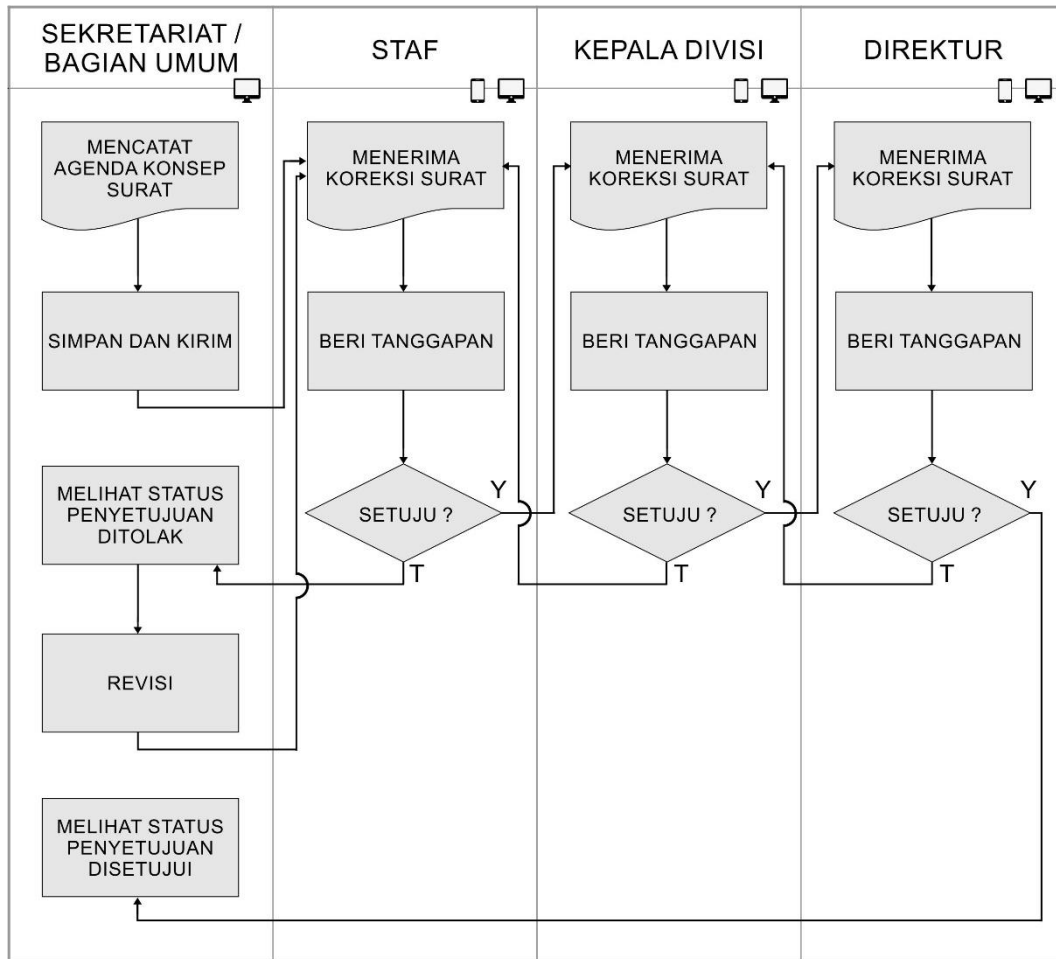 SEKRETARIAT /
BAGIAN UMUM
STAF
KEPALA DIVISI
DIREKTUR
MENCATAT
AGENDA KONSEP
SURAT
MENERIMA
KOREKSI SURAT
MENERIMA
KOREKSI SURAT
MENERIMA
KOREKSI SURAT
SIMPAN DAN KIRIM
BERI TANGGAPAN
BERI TANGGAPAN
BERI TANGGAPAN
MELIHAT STATUS
PENYETUJUAN
DITOLAK
SETUJU ?
Y
T
SETUJU ?
Y
T
SETUJU ?
Y
T
REVISI
MELIHAT STATUS
PENYETUJUAN
DISETUJUI